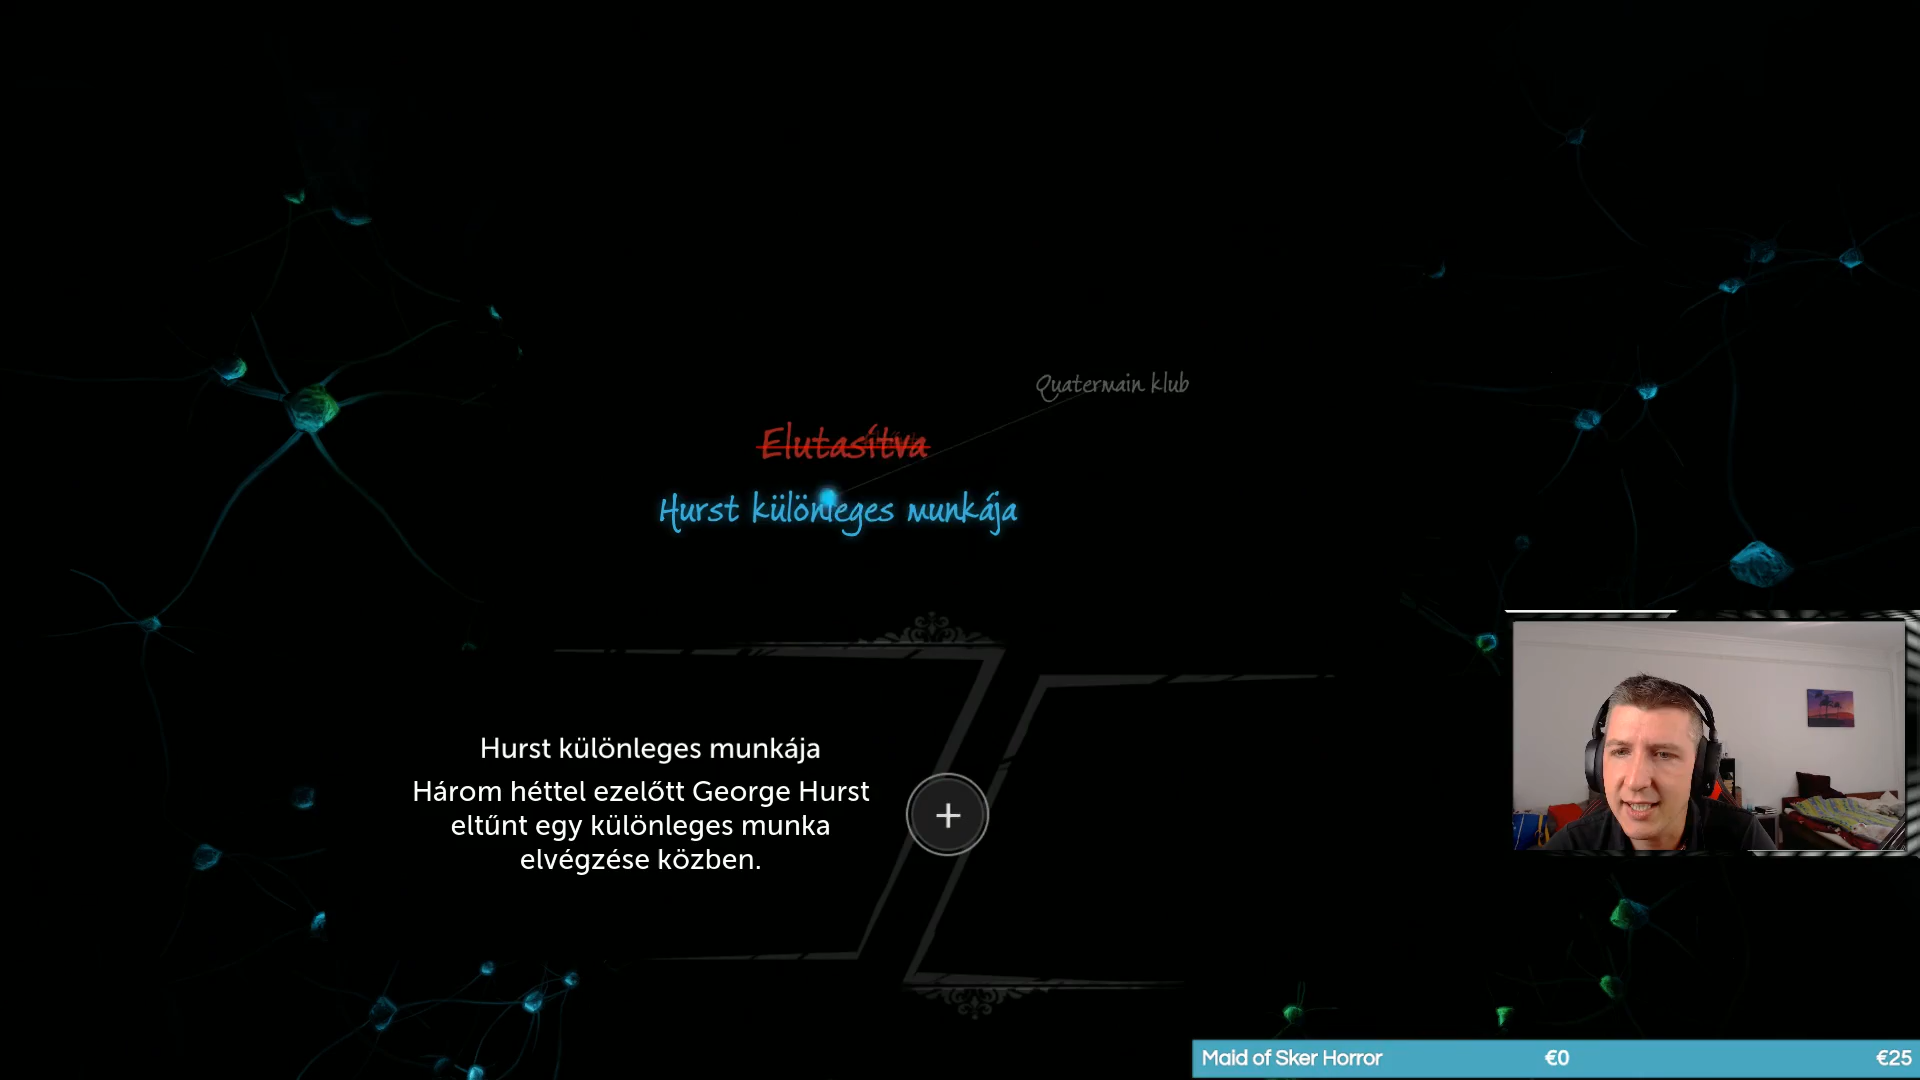 Quatermain klub
Elutasítva
Hurst különleges munkája
Hurst különleges munkája
Három héttel ezelőtt George Hurst
eltűnt egy különleges munka
elvégzése közben.
+
Maid of Sker Horror €0 €25